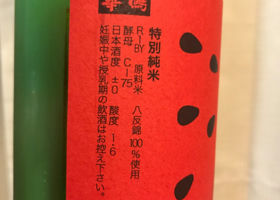 特別純米
R-BY 原料米 八反錦100%使用
酵母 C-75
日本酒度 ±0 酸度 1・6
妊娠中や授乳期の飲酒はお控え下さい。